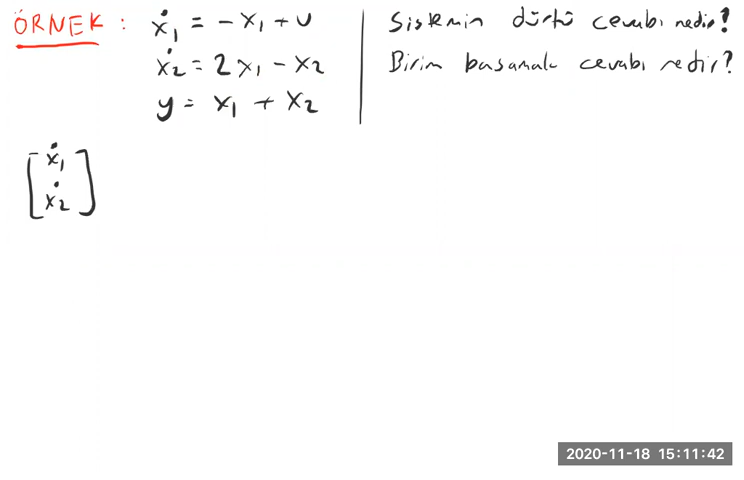 ÖRNEK : ẋ₁ = -x₁ + u
ẋ₂ = 2x₁ - x₂
y = x₁ + x₂
Sistemin dürtü cevabı nedir?
Birim basamak cevabı nedir?
[ẋ₁
ẋ₂]
2020-11-18 15:11:42